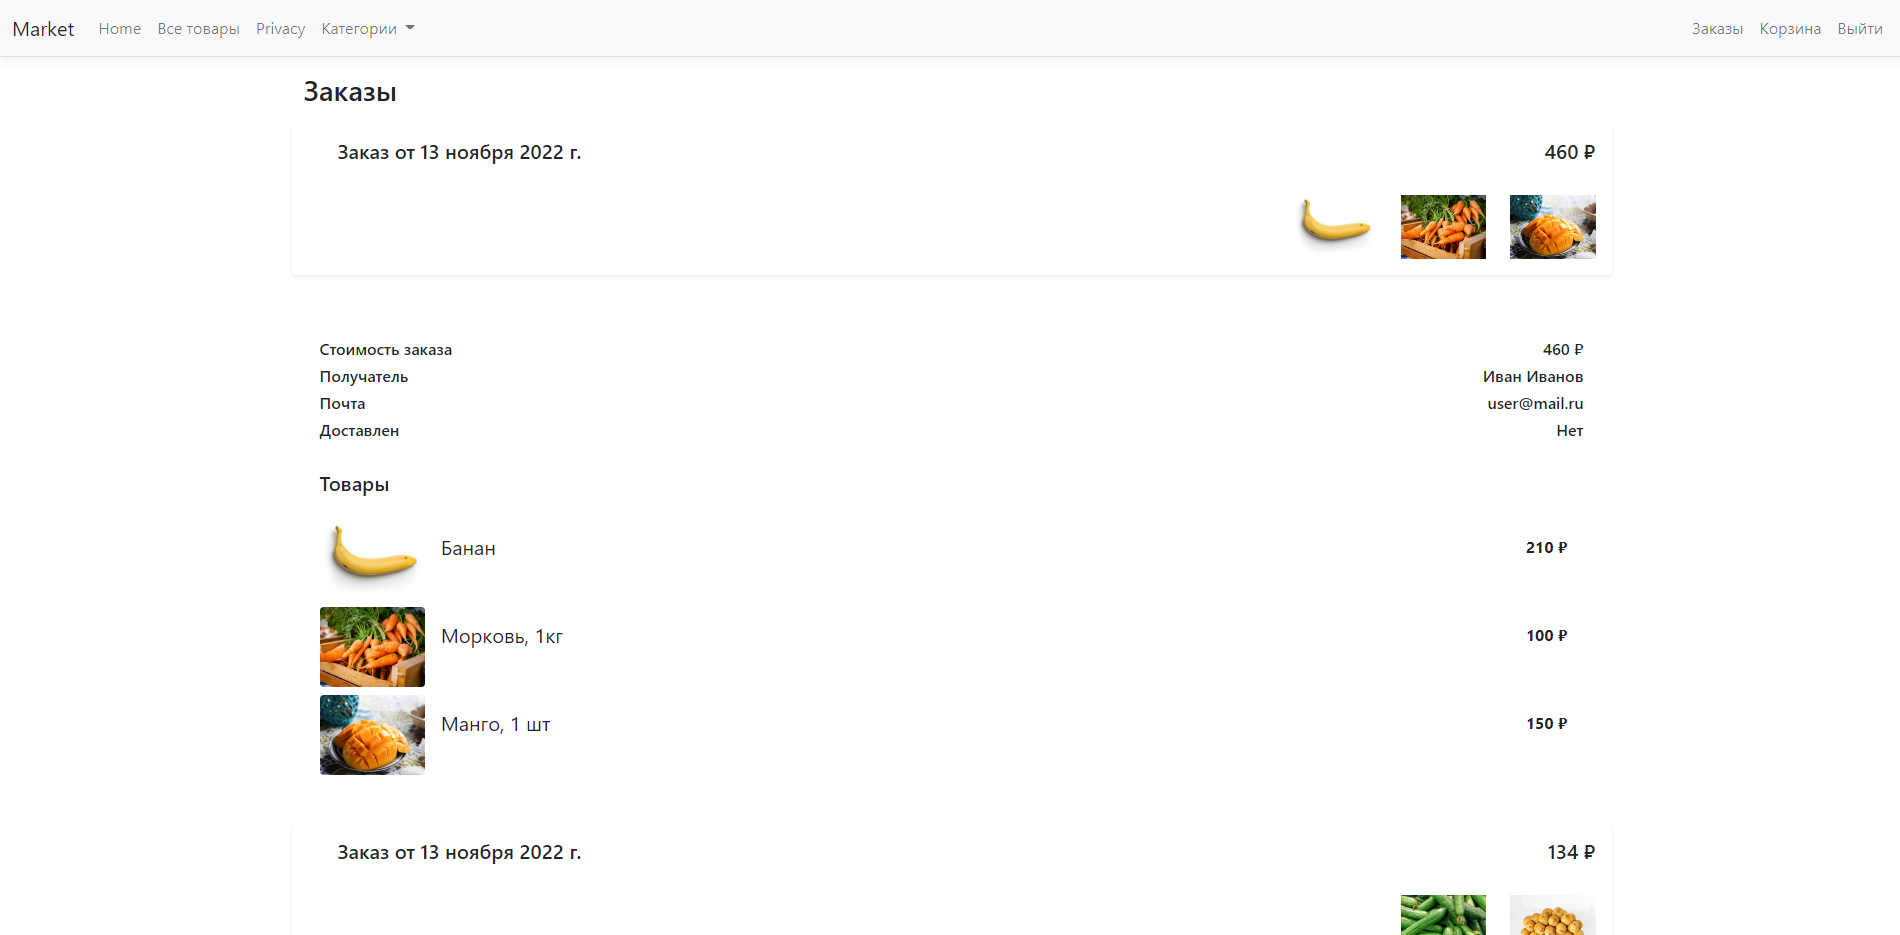 Market Home Все товары Privacy Категории Заказы Корзина Выйти
Заказы
Заказ от 13 ноября 2022 г. 460 ₽
Стоимость заказа 460 ₽
Получатель Иван Иванов
Почта user@mail.ru
Доставлен Нет
Товары
Банан 210 ₽
Морковь, 1кг 100 ₽
Манго, 1 шт 150 ₽
Заказ от 13 ноября 2022 г. 134 ₽